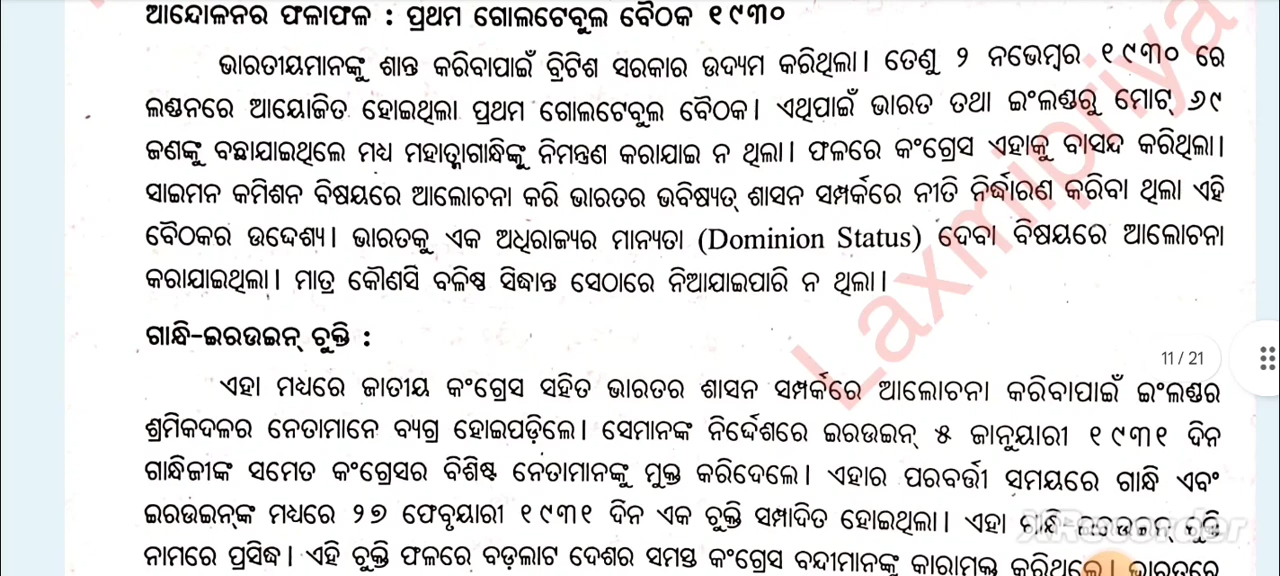 ଆନ୍ଦୋଳନର ଫଳାଫଳ : ପ୍ରଥମ ଗୋଲଟେବୁଲ ବୈଠକ ୧୯୩୦
ଭାରତୀୟମାନଙ୍କୁ ଶାନ୍ତ କରିବାପାଇଁ ବ୍ରିଟିଶ ସରକାର ଉଦ୍ୟମ କରିଥିଲା। ତେଣୁ ୨ ନଭେମ୍ବର ୧୯୩୦ ରେ
ଲଣ୍ଡନରେ ଆୟୋଜିତ ହୋଇଥିଲା ପ୍ରଥମ ଗୋଲଟେବୁଲ ବୈଠକ। ଏଥିପାଇଁ ଭାରତ ତଥା ଇଂଲଣ୍ଡରୁ ମୋଟ୍ ୬୯
ଜଣଙ୍କୁ ବଛାଯାଇଥିଲେ ମଧ୍ୟ ମହାତ୍ମାଗାନ୍ଧିଙ୍କୁ ନିମନ୍ତ୍ରଣ କରାଯାଇ ନ ଥିଲା। ଫଳରେ କଂଗ୍ରେସ ଏହାକୁ ବାସନ୍ଦ କରିଥିଲା।
ସାଇମନ କମିଶନ ବିଷୟରେ ଆଲୋଚନା କରି ଭାରତର ଭବିଷ୍ୟତ୍ ଶାସନ ସମ୍ପର୍କରେ ନୀତି ନିର୍ଦ୍ଧାରଣ କରିବା ଥିଲା ଏହି
ବୈଠକର ଉଦ୍ଦେଶ୍ୟ। ଭାରତକୁ ଏକ ଅଧିରାଜ୍ୟର ମାନ୍ୟତା (Dominion Status) ଦେବା ବିଷୟରେ ଆଲୋଚନା
କରାଯାଇଥିଲା। ମାତ୍ର କୌଣସି ବଳିଷ୍ଠ ସିଦ୍ଧାନ୍ତ ସେଠାରେ ନିଆଯାଇପାରି ନ ଥିଲା।
ଗାନ୍ଧି-ଇରଉଇନ୍ ଚୁକ୍ତି :
11 / 21
ଏହା ମଧ୍ୟରେ ଜାତୀୟ କଂଗ୍ରେସ ସହିତ ଭାରତର ଶାସନ ସମ୍ପର୍କରେ ଆଲୋଚନା କରିବାପାଇଁ ଇଂଲଣ୍ଡର
ଶ୍ରମିକଦଳର ନେତାମାନେ ବ୍ୟଗ୍ର ହୋଇପଡ଼ିଲେ। ସେମାନଙ୍କ ନିର୍ଦ୍ଦେଶରେ ଇରଉଇନ୍ ୫ ଜାନୁୟାରୀ ୧୯୩୧ ଦିନ
ଗାନ୍ଧିଜୀଙ୍କ ସମେତ କଂଗ୍ରେସର ବିଶିଷ୍ଟ ନେତାମାନଙ୍କୁ ମୁକ୍ତ କରିଦେଲେ। ଏହାର ପରବର୍ତ୍ତୀ ସମୟରେ ଗାନ୍ଧି ଏବଂ
ଇରଉଇନ୍‌ଙ୍କ ମଧ୍ୟରେ ୨୭ ଫେବୃୟାରୀ ୧୯୩୧ ଦିନ ଏକ ଚୁକ୍ତି ସମ୍ପାଦିତ ହୋଇଥିଲା। ଏହା ଗାନ୍ଧି-ଇରଉଇନ୍ ଚୁକ୍ତି
ନାମରେ ପ୍ରସିଦ୍ଧ। ଏହି ଚୁକ୍ତି ଫଳରେ ବଡ଼ଲାଟ ଦେଶର ସମସ୍ତ କଂଗ୍ରେସ ବନ୍ଦୀମାନଙ୍କୁ କାରାମୁକ୍ତ କରିଥିଲେ। ଭାରତରେ
Laxmipriya
XRecorder